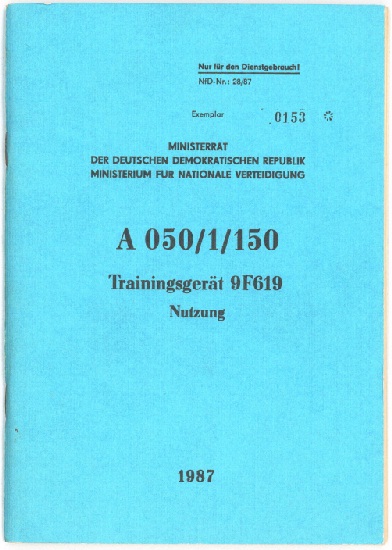 Nur für den Dienstgebrauch!
NfD-Nr.: 28/87
Exemplar 0153 *
MINISTERRAT
DER DEUTSCHEN DEMOKRATISCHEN REPUBLIK
MINISTERIUM FÜR NATIONALE VERTEIDIGUNG
A 050/1/150
Trainingsgerät 9F619
Nutzung
1987